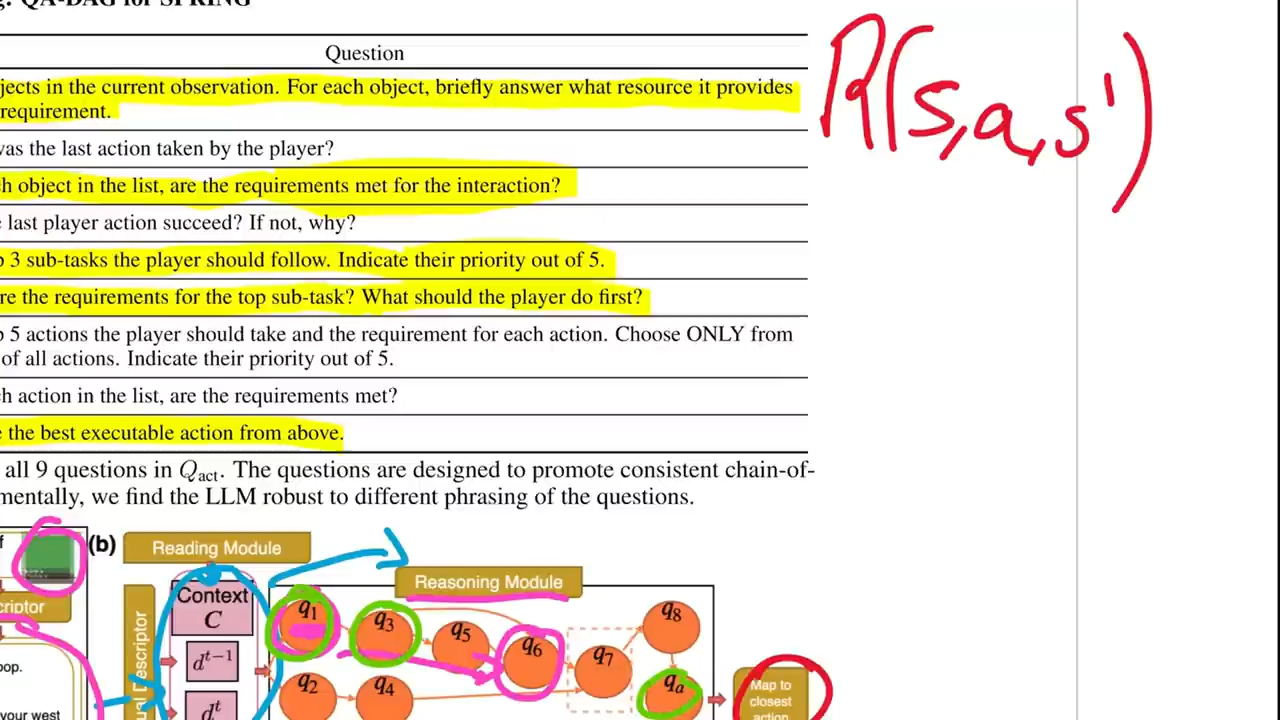 QA-DAG for SPRING
Question
jects in the current observation. For each object, briefly answer what resource it provides
requirement.
was the last action taken by the player?
h object in the list, are the requirements met for the interaction?
last player action succeed? If not, why?
3 sub-tasks the player should follow. Indicate their priority out of 5.
re the requirements for the top sub-task? What should the player do first?
5 actions the player should take and the requirement for each action. Choose ONLY from
of all actions. Indicate their priority out of 5.
h action in the list, are the requirements met?
the best executable action from above.
all 9 questions in Qact. The questions are designed to promote consistent chain-of-
mentally, we find the LLM robust to different phrasing of the questions.
R(s,a,s')
f
(b)
Reading Module
Reasoning Module
criptor
ual Descriptor
Context
C
d^{t-1}
d^t
q1
q3
q5
q6
q7
q8
q2
q4
qa
Map to
closest
action
pop.
your west